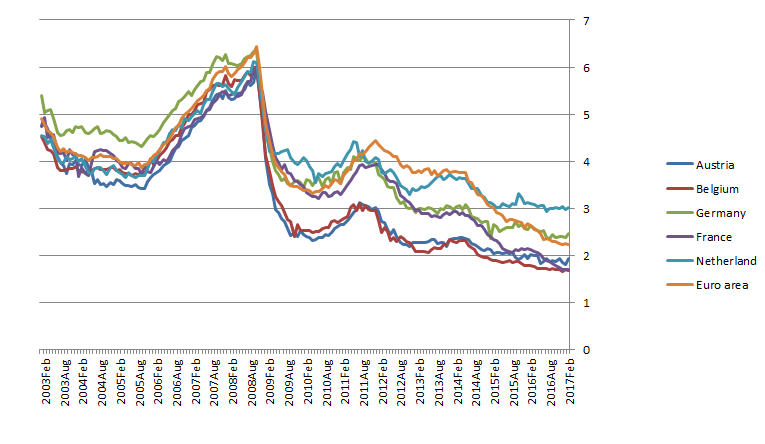 7
6
5
4
3
2
1
0
Austria
Belgium
Germany
France
Netherland
Euro area
2003Feb
2003Aug
2004Feb
2004Aug
2005Feb
2005Aug
2006Feb
2006Aug
2007Feb
2007Aug
2008Feb
2008Aug
2009Feb
2009Aug
2010Feb
2010Aug
2011Feb
2011Aug
2012Feb
2012Aug
2013Feb
2013Aug
2014Feb
2014Aug
2015Feb
2015Aug
2016Feb
2016Aug
2017Feb